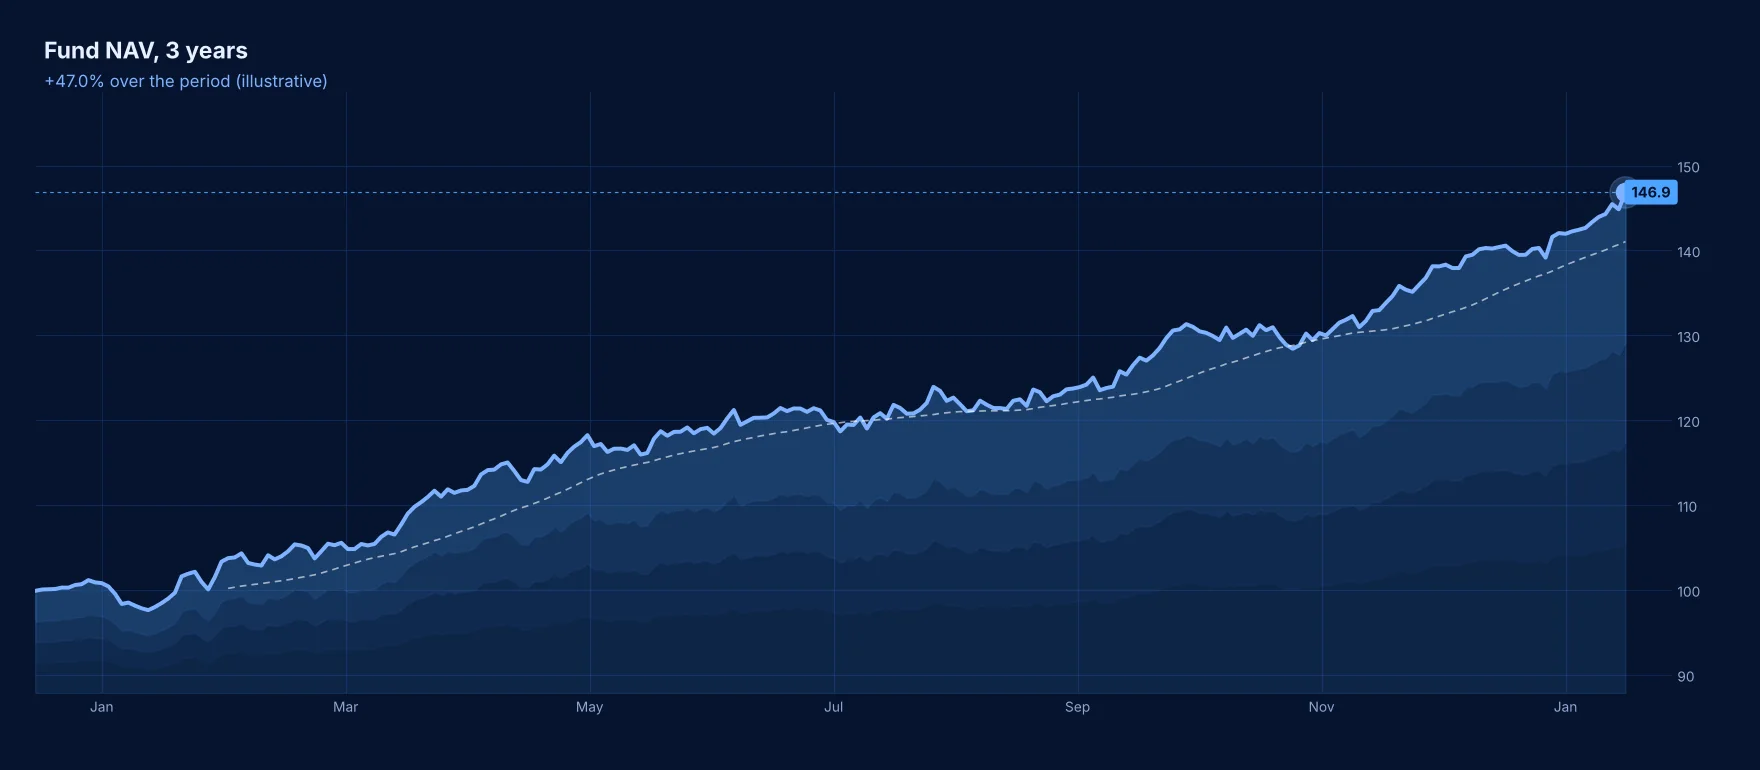 Fund NAV, 3 years
+47.0% over the period (illustrative)
150
146.9
140
130
120
110
100
90
Jan Mar May Jul Sep Nov Jan